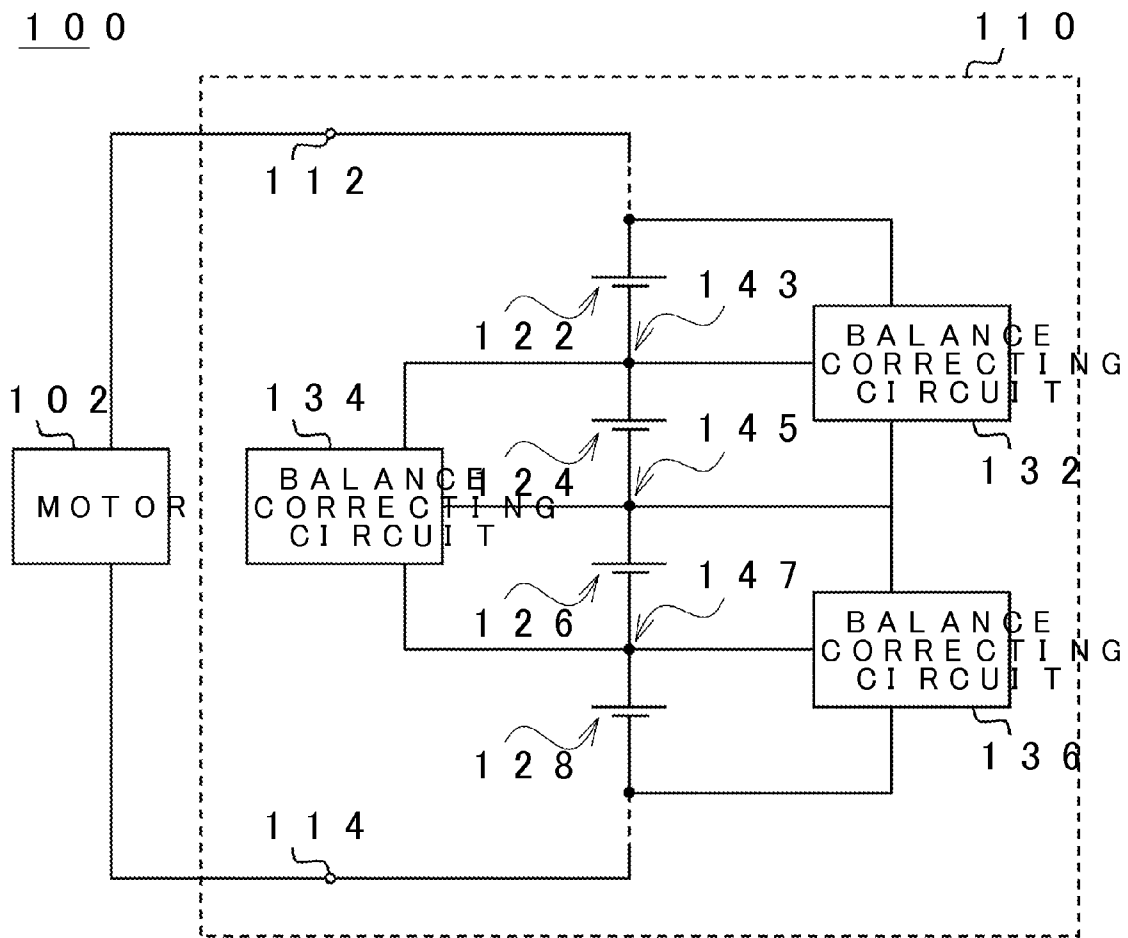 100
110
112
143
122
BALANCE
CORRECTING
CIRCUIT
102
134
145
132
MOTOR
BALANCE
CORRECTING
CIRCUIT
124
147
126
BALANCE
CORRECTING
CIRCUIT
136
128
114